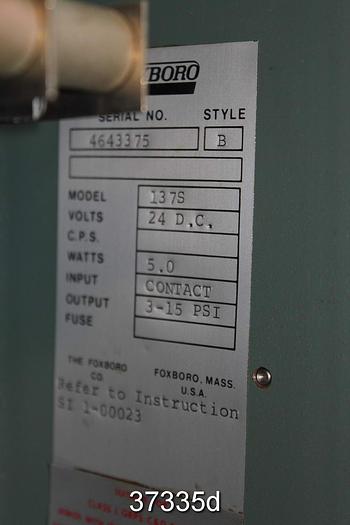 FOXBORO
SERIAL NO. STYLE
4643375 B
MODEL 137S
VOLTS 24 D.C.
C.P.S.
WATTS 5.0
INPUT CONTACT
OUTPUT 3-15 PSI
FUSE
THE FOXBORO
CO.
FOXBORO, MASS.
U.S.A.
Refer to Instruction
SI 1-00023
37335d